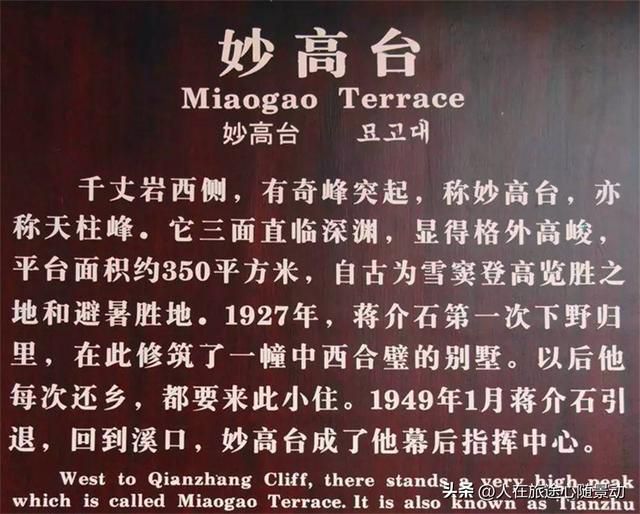 妙高台
Miaogao Terrace
妙高台 묘고대
千丈岩西侧，有奇峰突起，称妙高台，亦
称天柱峰。它三面直临深渊，显得格外高峻，
平台面积约350平方米，自古为雪窦登高览胜之
地和避暑胜地。1927年，蒋介石第一次下野归
里，在此修筑了一幢中西合璧的别墅。以后他
每次还乡，都要来此小住。1949年1月蒋介石引
退，回到溪口，妙高台成了他幕后指挥中心。
West to Qianzhang Cliff, there stands a very high peak
which is called Miaogao Terrace. It is also known as Tianzhu
头条 @人在旅途心随景动